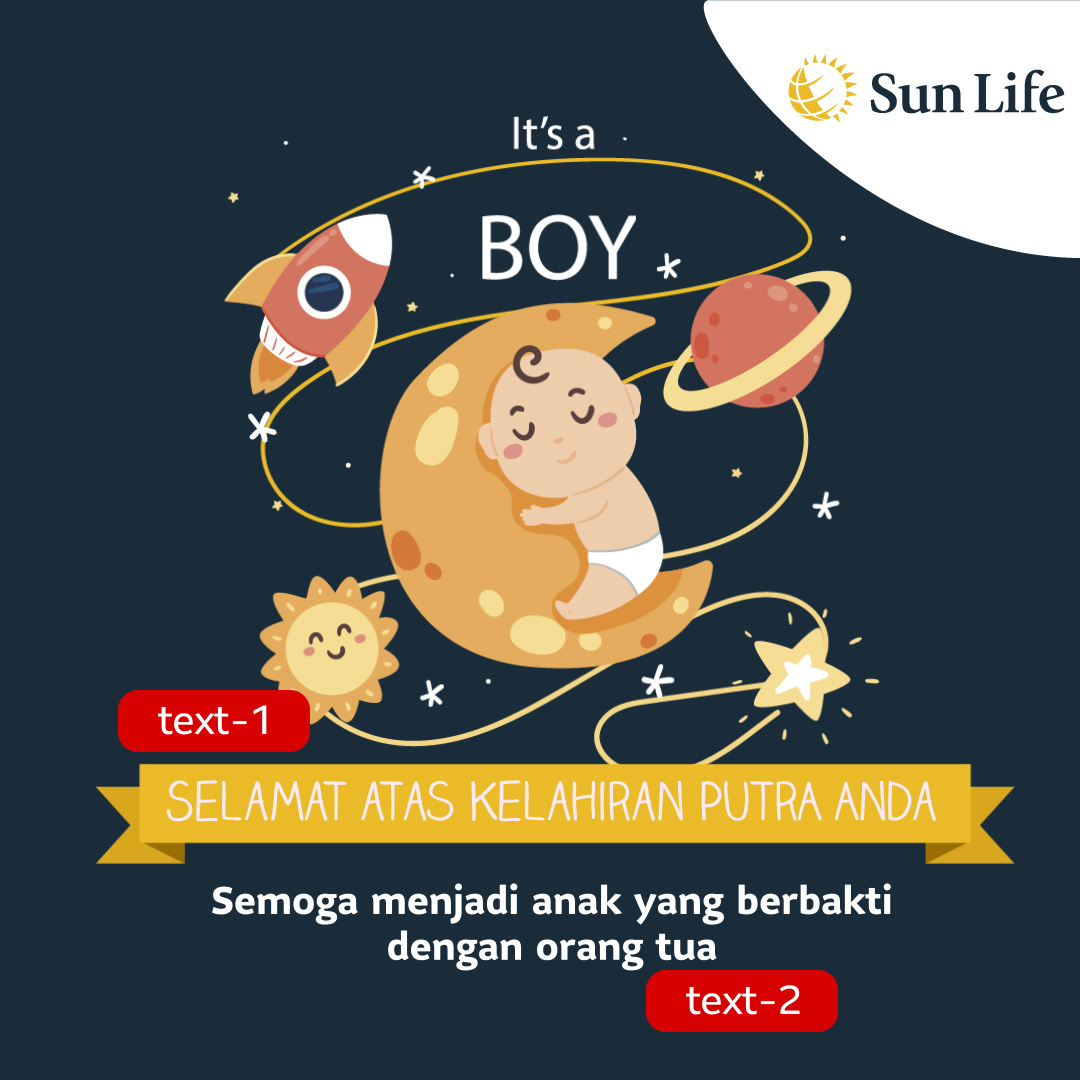 Sun Life
It's a
BOY
text-1
SELAMAT ATAS KELAHIRAN PUTRA ANDA
Semoga menjadi anak yang berbakti
dengan orang tua
text-2